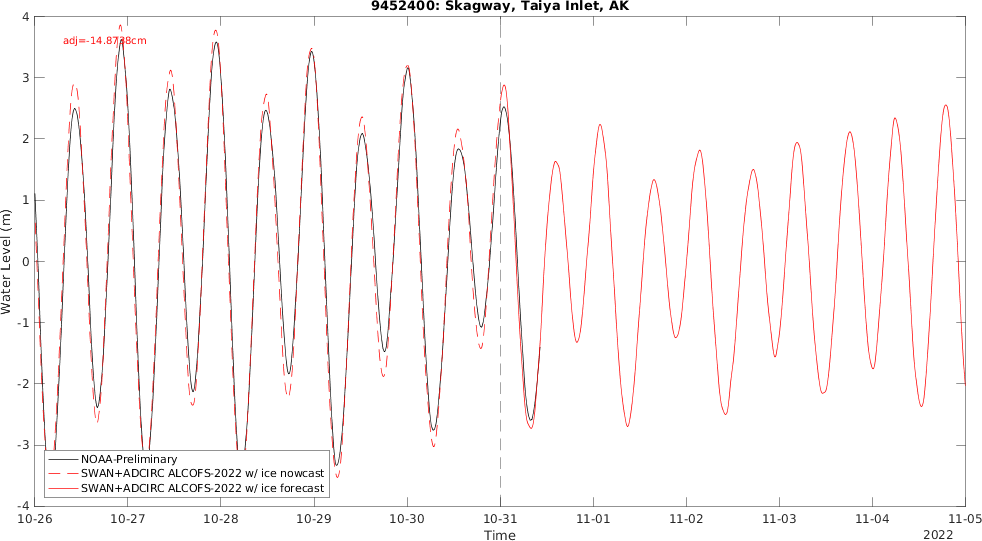 9452400: Skagway, Taiya Inlet, AK
adj=-14.8738cm
4
3
2
1
0
-1
-2
-3
-4
Water Level (m)
NOAA-Preliminary
SWAN+ADCIRC ALCOFS-2022 w/ ice nowcast
SWAN+ADCIRC ALCOFS-2022 w/ ice forecast
10-26 10-27 10-28 10-29 10-30 10-31 11-01 11-02 11-03 11-04 11-05
Time
2022